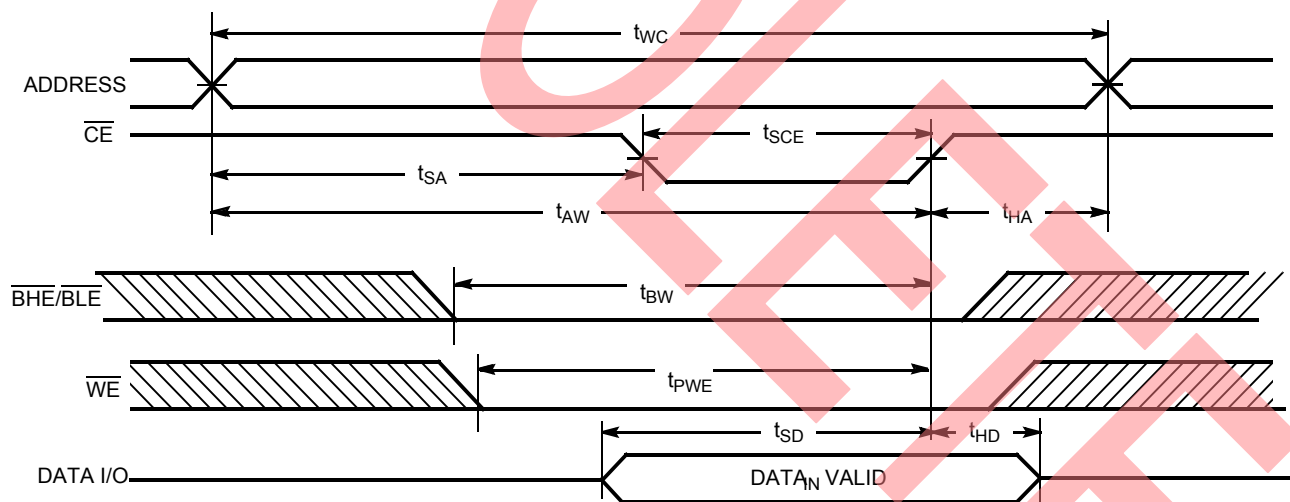 tWC
ADDRESS
CE
tSCE
tSA
tAW
tHA
BHE/BLE
tBW
WE
tPWE
tSD
tHD
DATA I/O
DATAIN VALID